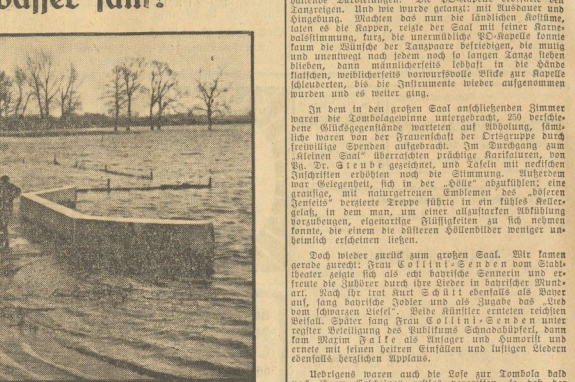 wasser kam?
Tanzreigen. Und wie wurde getanzt: mit Ausdauer und
Hingebung. Machten das nun die ländlichen Kostüme,
taten es die Kappen, reizte der Saal mit seiner Karne-
valsstimmung, kurz, die unermüdliche PO-Kapelle konnte
kaum die Wünsche der Tanzpaare befriedigen, die mutig
und unentwegt nach jedem noch so langen Tanze stehen
blieben, dann männlicherseits lebhaft in die Hände
klatschen, weiblicherseits vorwurfsvolle Blicke zur Kapelle
schleuderten, bis die Instrumente wieder aufgenommen
wurden und es weiter ging.
In dem in den großen Saal anschließenden Zimmer
waren die Tombolagewinne untergebracht, 250 verschie-
dene Glücksgegenstände warteten auf Abholung, sämt-
liche waren von der Frauenschaft der Ortsgruppe durch
freiwillige Spenden aufgebracht. Im Durchgang zum
„Kleinen Saal“ überraschten prächtige Karikaturen, von
Pg. Dr. Steube gezeichnet, und Tafeln mit neckischen
Inschriften erhöhten noch die Stimmung. Außerdem
war Gelegenheit, sich in der „Hölle“ abzukühlen; eine
grausige, mit naturgetreuen Emblemen des „böseren
Jenseits“ verzierte Treppe führte in ein kühles Keller-
gelaß, in dem man, um einer allzustarken Abkühlung
vorzubeugen, eigenartige Flüssigkeiten zu sich nehmen
konnte, die einem die düsteren Höllenbilder weniger un-
heimlich erscheinen ließen.
Doch wieder zurück zum großen Saal. Wir kamen
gerade zurecht: Frau Collini-Senden vom Stadt-
theater zeigte sich als echt bayrische Sennerin und er-
freute die Zuhörer durch ihre Lieder in bayrischer Mund-
art. Nach ihr trat Kurt Schütt ebenfalls als Bayer
auf, sang bayrische Jodler und als Zugabe das „Lied
vom schwarzen Liesel“. Beide Künstler ernteten reichsten
Beifall. Später sang Frau Collini-Senden unter
regster Beteiligung des Publikums Schnadahüpferln, dann
kam Maxim Falke als Ansager und Humorist und
ernete mit seinen heitren Einfällen und lustigen Liedern
ebenfalls herzlichen Applaus.
Uebrigens waren auch die Lose zur Tombola bald